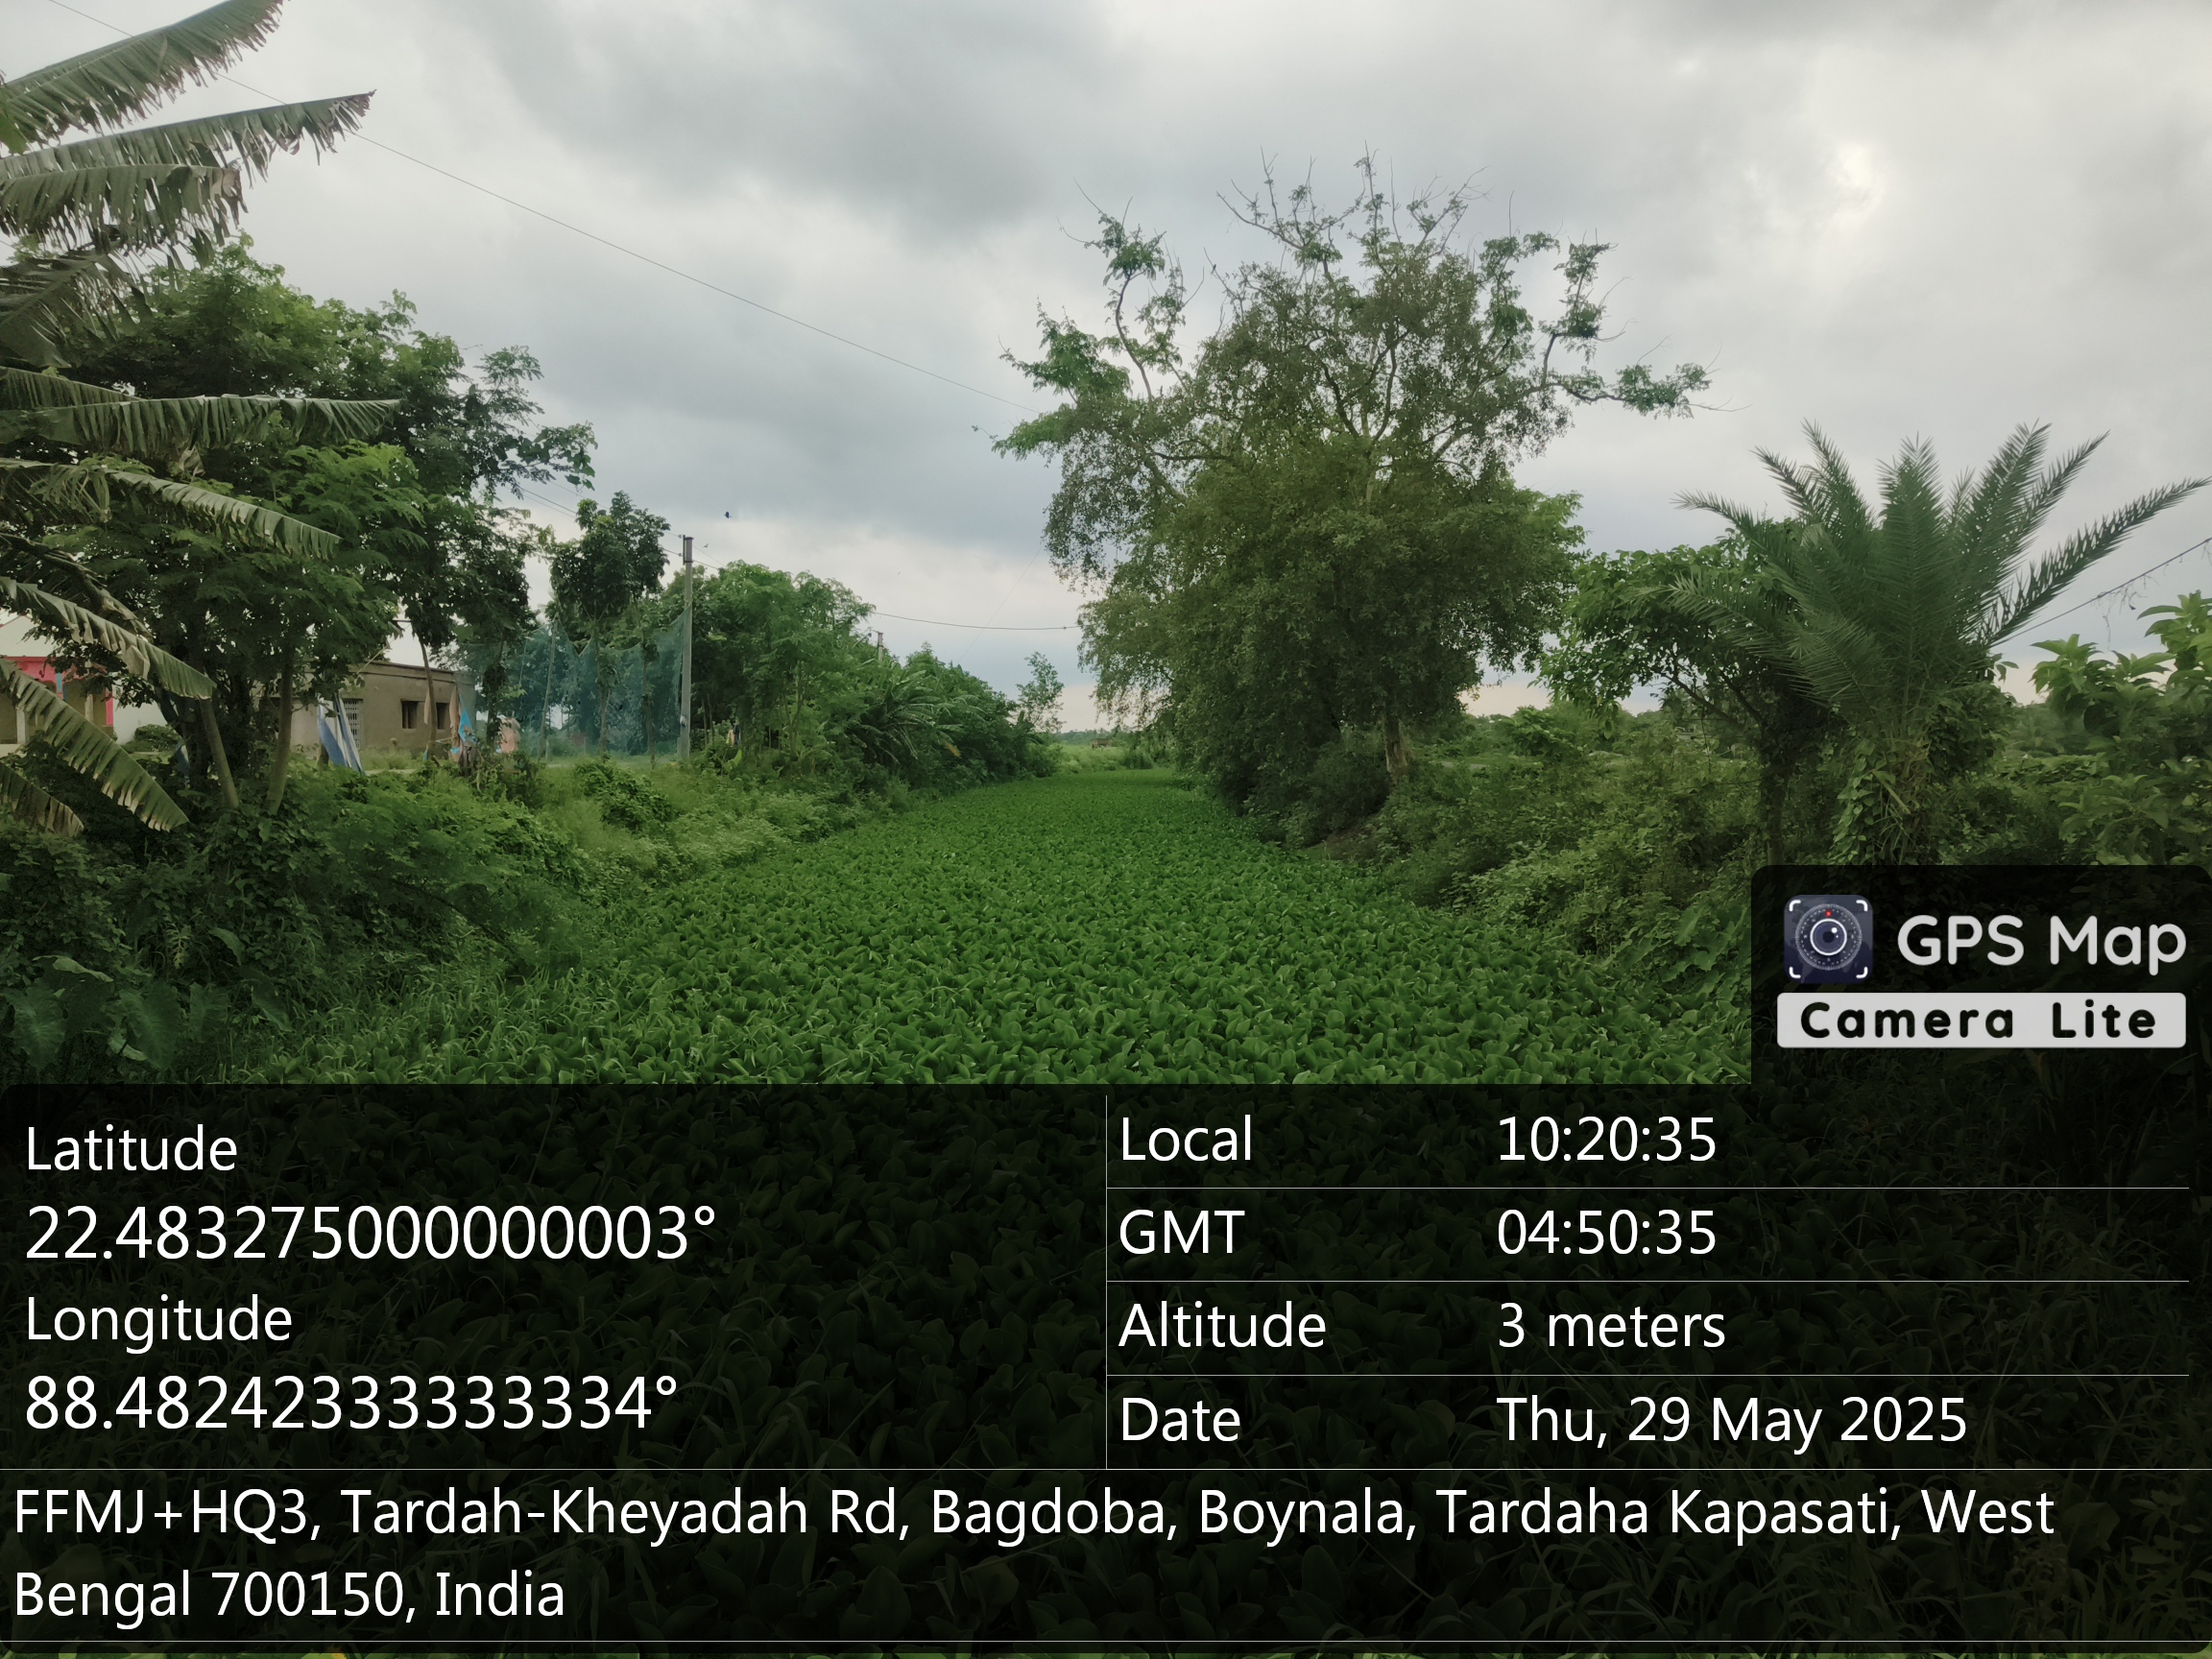 GPS Map
Camera Lite
Latitude
22.483275000000003°
Longitude
88.48242333333334°
Local 10:20:35
GMT 04:50:35
Altitude 3 meters
Date Thu, 29 May 2025
FFMJ+HQ3, Tardah-Kheyadah Rd, Bagdoba, Boynala, Tardaha Kapasati, West
Bengal 700150, India